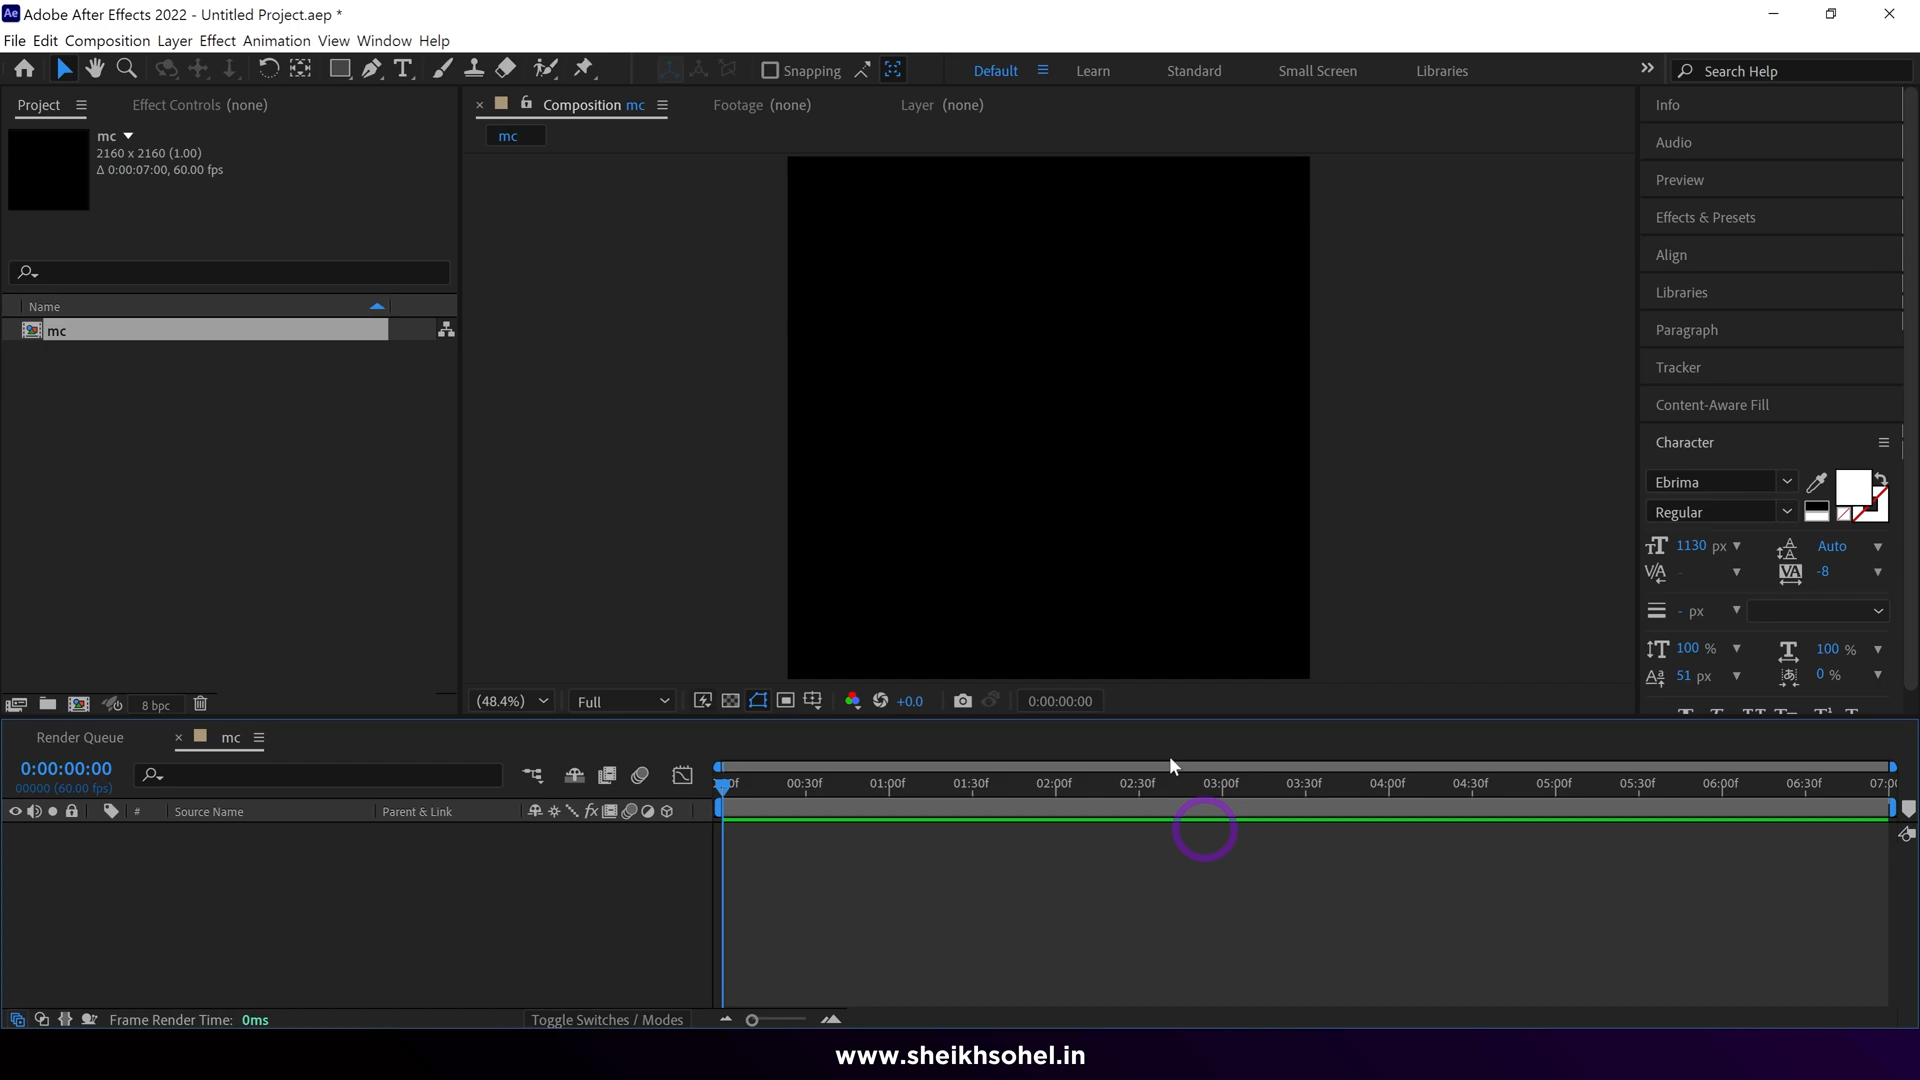 Ae Adobe After Effects 2022 - Untitled Project.aep *
File Edit Composition Layer Effect Animation View Window Help
Snapping Default Learn Standard Small Screen Libraries Search Help
Project Effect Controls (none) Composition mc Footage (none) Layer (none)
mc
2160 x 2160 (1.00)
Δ 0:00:07:00, 60.00 fps
mc
Name
mc
Info
Audio
Preview
Effects & Presets
Align
Libraries
Paragraph
Tracker
Content-Aware Fill
Character
Ebrima
Regular
1130 px Auto
- -8
- px
100 % 100 %
51 px 0 %
8 bpc
(48.4%) Full +0.0 0:00:00:00
Render Queue mc
0:00:00:00
00000 (60.00 fps)
00f 00:30f 01:00f 01:30f 02:00f 02:30f 03:00f 03:30f 04:00f 04:30f 05:00f 05:30f 06:00f 06:30f 07:00
# Source Name Parent & Link
Frame Render Time: 0ms Toggle Switches / Modes
www.sheikhsohel.in